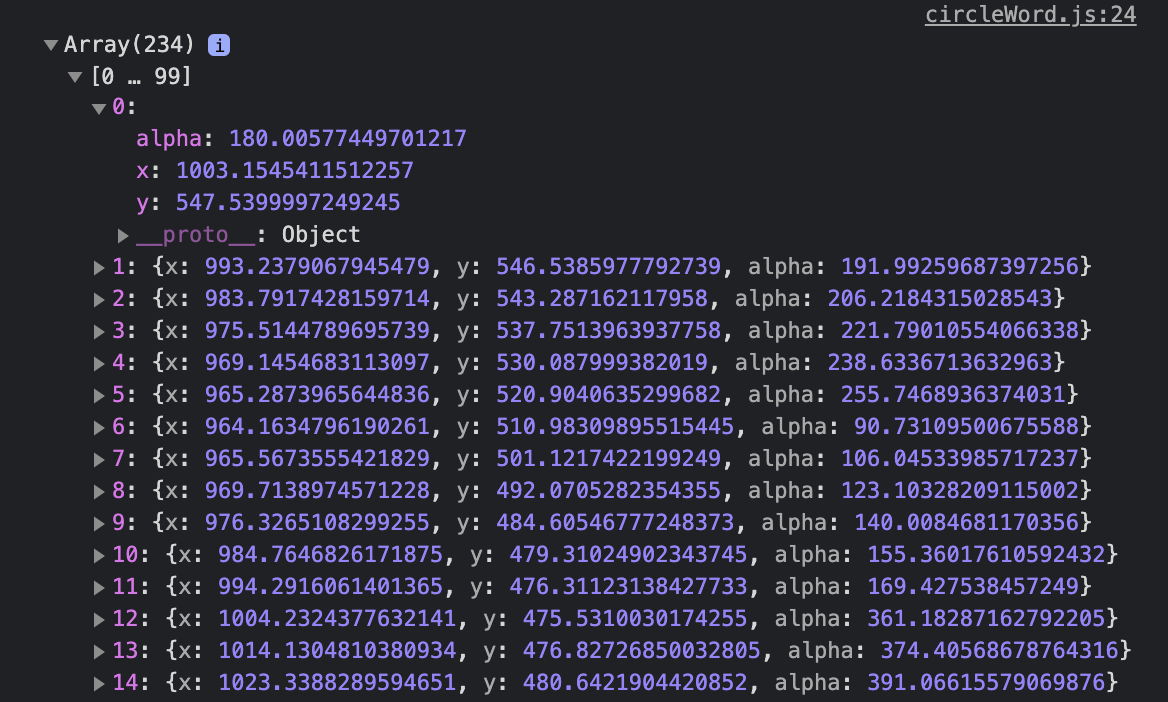 circleWord.js:24
▼Array(234) i
▼[0 … 99]
▼0:
alpha: 180.00577449701217
x: 1003.1545411512257
y: 547.5399997249245
▶__proto__: Object
▶1: {x: 993.2379067945479, y: 546.5385977792739, alpha: 191.99259687397256}
▶2: {x: 983.7917428159714, y: 543.287162117958, alpha: 206.2184315028543}
▶3: {x: 975.5144789695739, y: 537.7513963937758, alpha: 221.79010554066338}
▶4: {x: 969.1454683113097, y: 530.087999382019, alpha: 238.6336713632963}
▶5: {x: 965.2873965644836, y: 520.9040635299682, alpha: 255.7468936374031}
▶6: {x: 964.1634796190261, y: 510.98309895515445, alpha: 90.73109500675588}
▶7: {x: 965.5673555421829, y: 501.1217422199249, alpha: 106.04533985717237}
▶8: {x: 969.7138974571228, y: 492.0705282354355, alpha: 123.10328209115002}
▶9: {x: 976.3265108299255, y: 484.60546777248373, alpha: 140.0084681170356}
▶10: {x: 984.7646826171875, y: 479.31024902343745, alpha: 155.36017610592432}
▶11: {x: 994.2916061401365, y: 476.31123138427733, alpha: 169.427538457249}
▶12: {x: 1004.2324377632141, y: 475.5310030174255, alpha: 361.18287162792205}
▶13: {x: 1014.1304810380934, y: 476.82726850032805, alpha: 374.40568678764316}
▶14: {x: 1023.3388289594651, y: 480.6421904420852, alpha: 391.06615579069876}